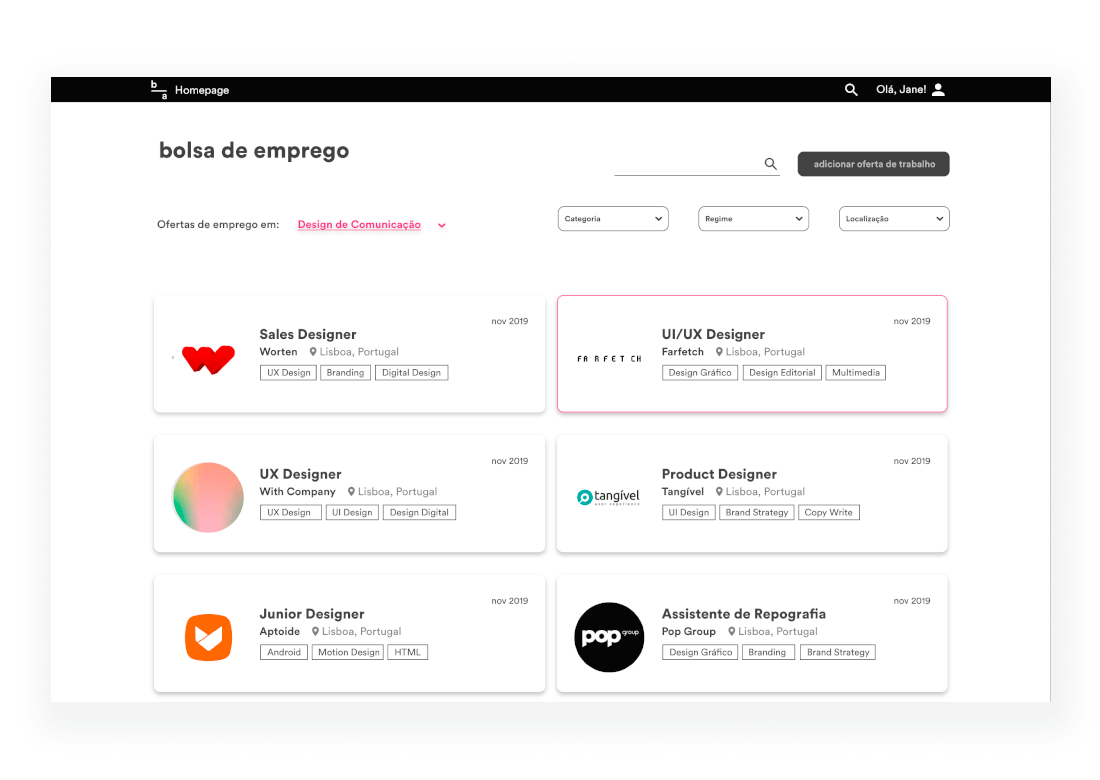 b
a
Homepage
Olá, Jane!
bolsa de emprego
adicionar oferta de trabalho
Ofertas de emprego em: Design de Comunicação
Categoria
Regime
Localização
nov 2019
Sales Designer
Worten Lisboa, Portugal
UX Design Branding Digital Design
nov 2019
FARFETCH
UI/UX Designer
Farfetch Lisboa, Portugal
Design Gráfico Design Editorial Multimedia
nov 2019
UX Designer
With Company Lisboa, Portugal
UX Design UI Design Design Digital
nov 2019
tangível
user experience
Product Designer
Tangível Lisboa, Portugal
UI Design Brand Strategy Copy Write
nov 2019
Junior Designer
Aptoide Lisboa, Portugal
Android Motion Design HTML
nov 2019
pop group
Assistente de Repografia
Pop Group Lisboa, Portugal
Design Gráfico Branding Brand Strategy